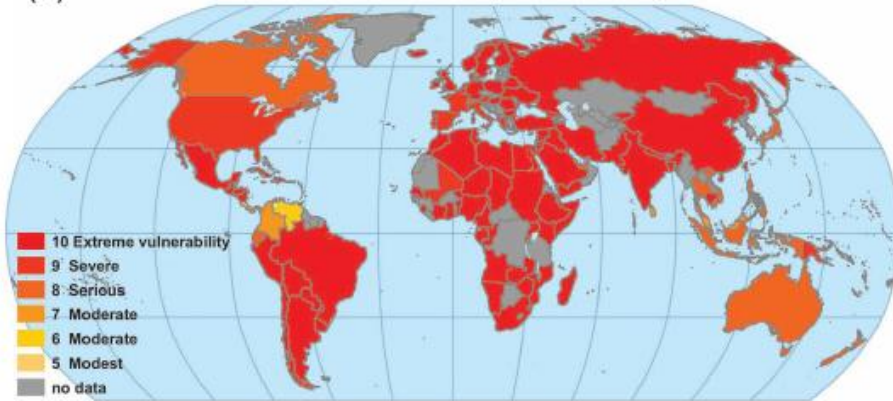 10 Extreme vulnerability
9 Severe
8 Serious
7 Moderate
6 Moderate
5 Modest
no data